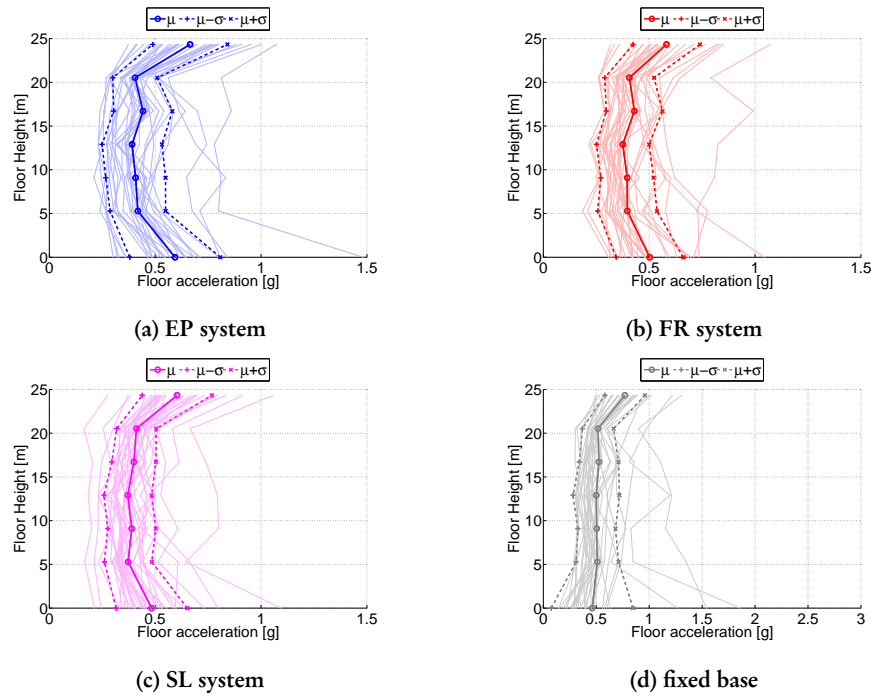 μ μ−σ μ+σ
25
20
15
10
5
0
Floor Height [m]
0 0.5 1 1.5
Floor acceleration [g]
(a) EP system
μ μ−σ μ+σ
25
20
15
10
5
0
Floor Height [m]
0 0.5 1 1.5
Floor acceleration [g]
(b) FR system
μ μ−σ μ+σ
25
20
15
10
5
0
Floor Height [m]
0 0.5 1 1.5
Floor acceleration [g]
(c) SL system
μ μ−σ μ+σ
25
20
15
10
5
0
Floor Height [m]
0 0.5 1 1.5 2 2.5 3
Floor acceleration [g]
(d) fixed base